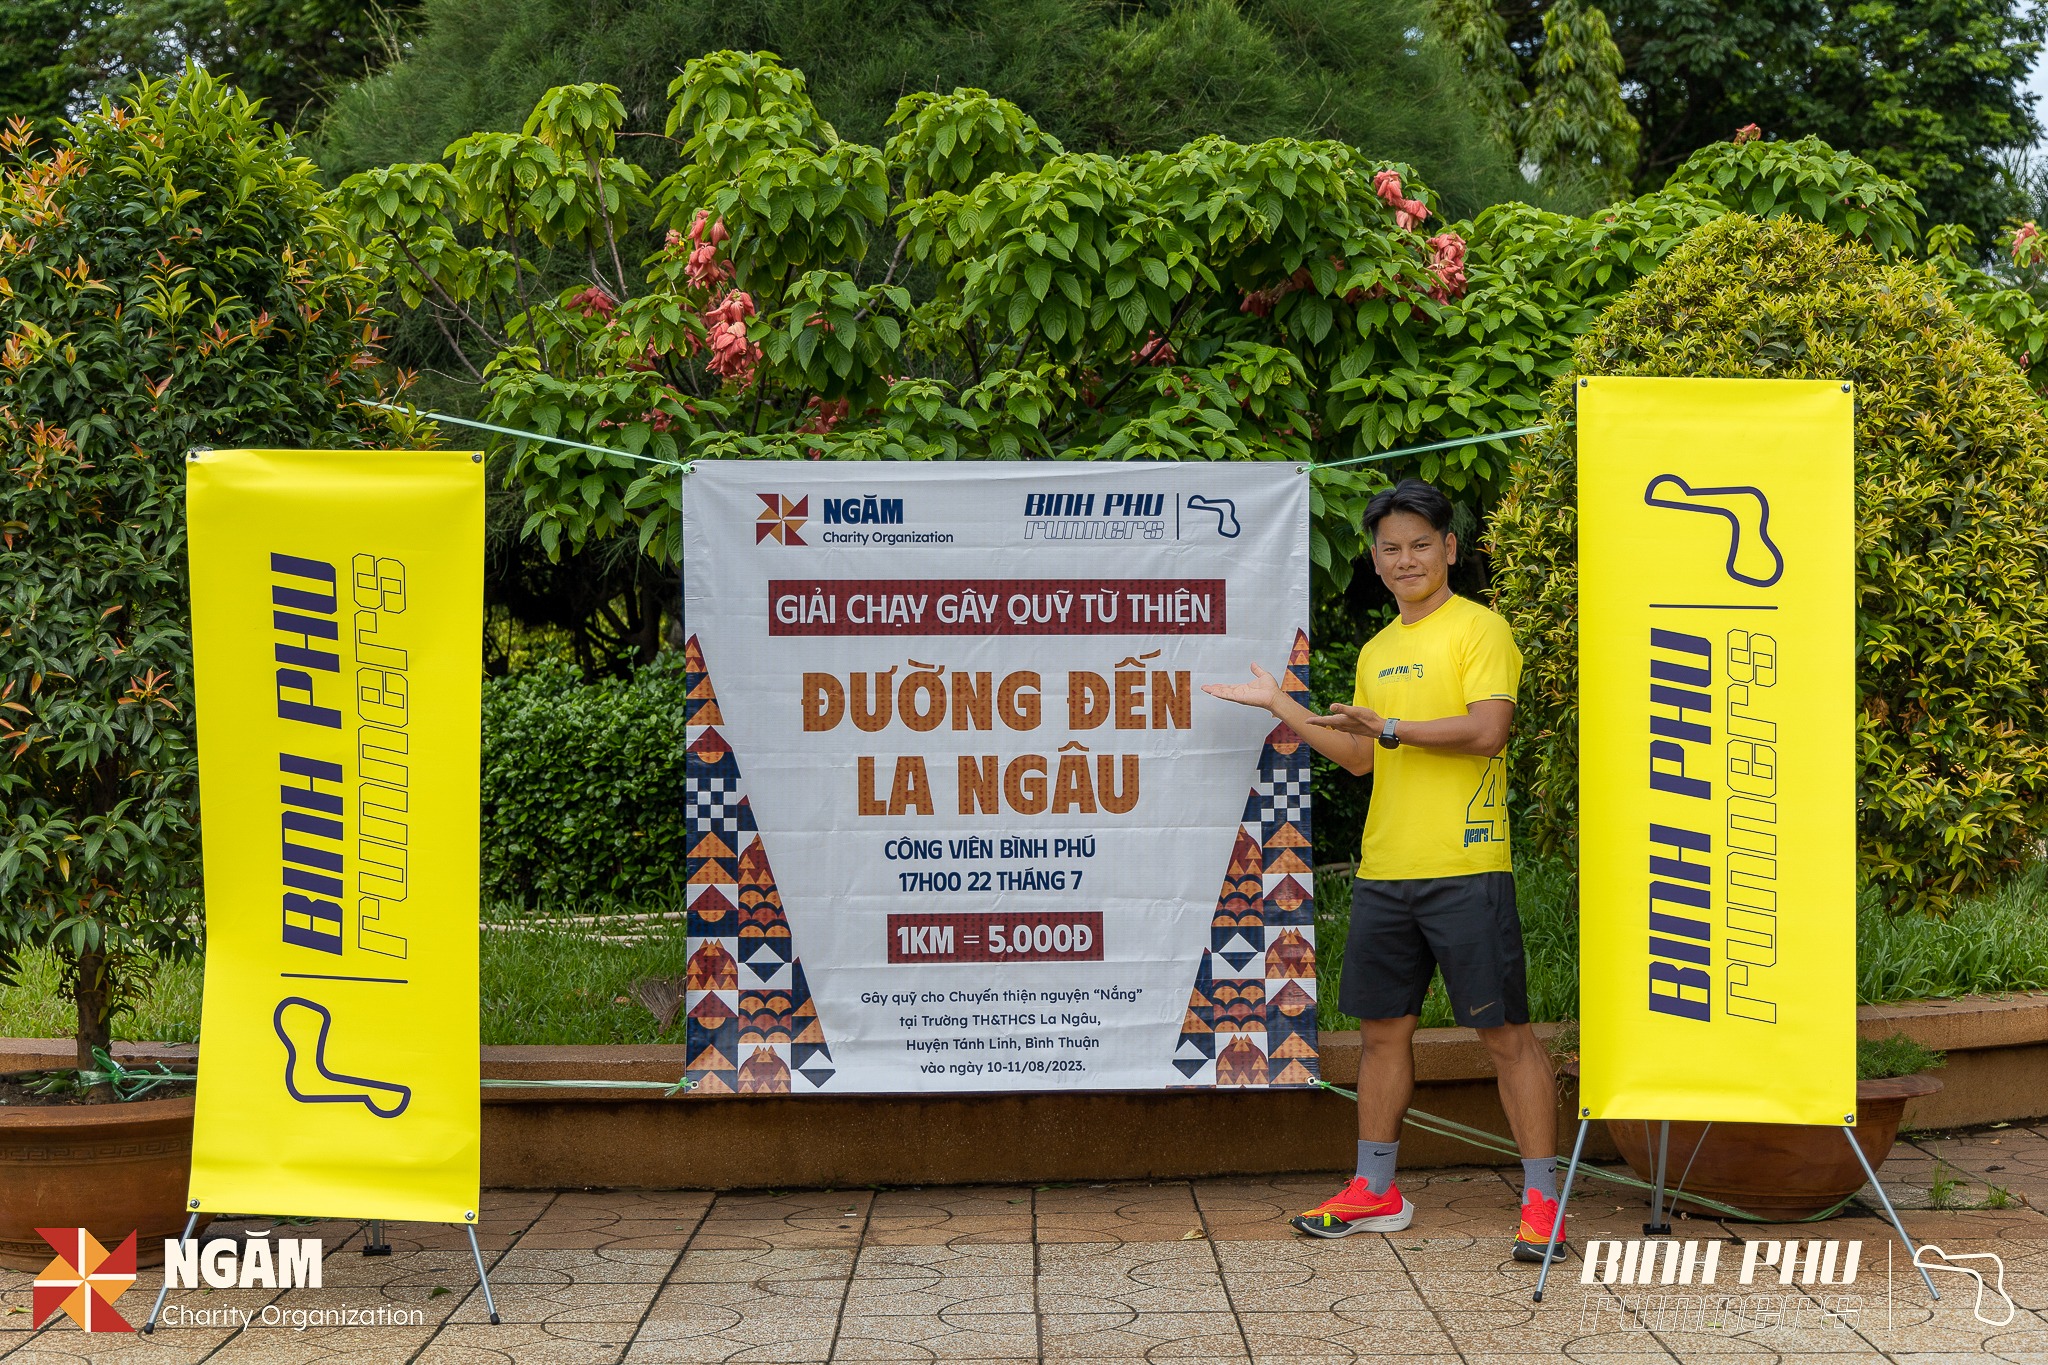 BINH PHU
runners
NGĂM
Charity Organization
BINH PHU
runners
GIẢI CHẠY GÂY QUỸ TỪ THIỆN
ĐƯỜNG ĐẾN
LA NGÂU
CÔNG VIÊN BÌNH PHÚ
17H00 22 THÁNG 7
1KM = 5.000Đ
Gây quỹ cho Chuyến thiện nguyện “Nắng”
tại Trường TH&THCS La Ngâu,
Huyện Tánh Linh, Bình Thuận
vào ngày 10-11/08/2023.
BINH PHU
4
years
BINH PHU
runners
NGĂM
Charity Organization
BINH PHU
runners